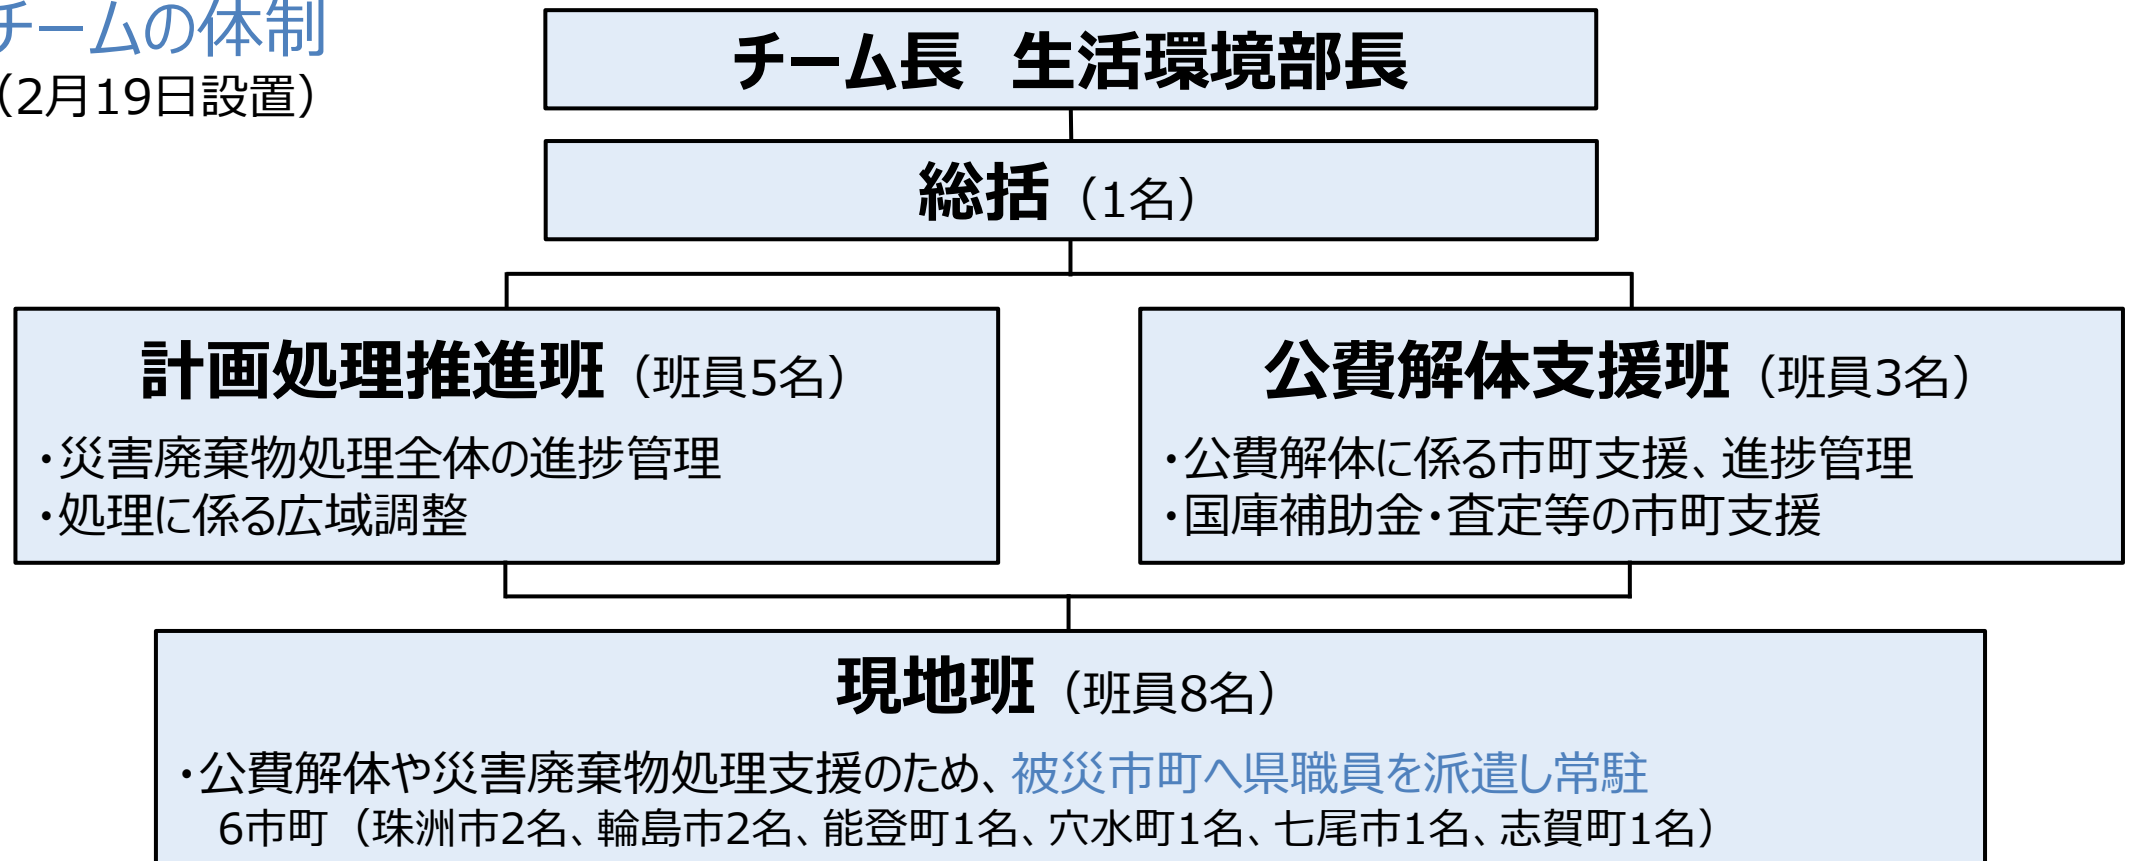 チームの体制
（2月19日設置）
チーム長　生活環境部長
総括（1名）
計画処理推進班（班員5名）
・災害廃棄物処理全体の進捗管理
・処理に係る広域調整
公費解体支援班（班員3名）
・公費解体に係る市町支援、進捗管理
・国庫補助金・査定等の市町支援
現地班（班員8名）
・公費解体や災害廃棄物処理支援のため、被災市町へ県職員を派遣し常駐
6市町（珠洲市2名、輪島市2名、能登町1名、穴水町1名、七尾市1名、志賀町1名）